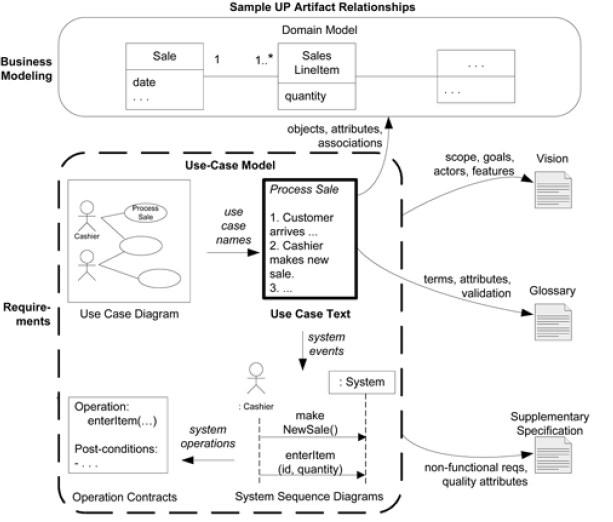 Sample UP Artifact Relationships
Domain Model
Business
Modeling
Sale
date
. . .
1
1..*
Sales
LineItem
quantity
. . .
. . .
objects, attributes,
associations
Use-Case Model
Require-
ments
Process
Sale
Cashier
Use Case Diagram
use
case
names
Process Sale
1. Customer
arrives ...
2. Cashier
makes new
sale.
3. ...
Use Case Text
scope, goals,
actors, features
Vision
terms, attributes,
validation
Glossary
system
events
Operation:
enterItem(…)
Post-conditions:
- . . .
Operation Contracts
system
operations
: Cashier
: System
make
NewSale()
enterItem
(id, quantity)
System Sequence Diagrams
Supplementary
Specification
non-functional reqs,
quality attributes